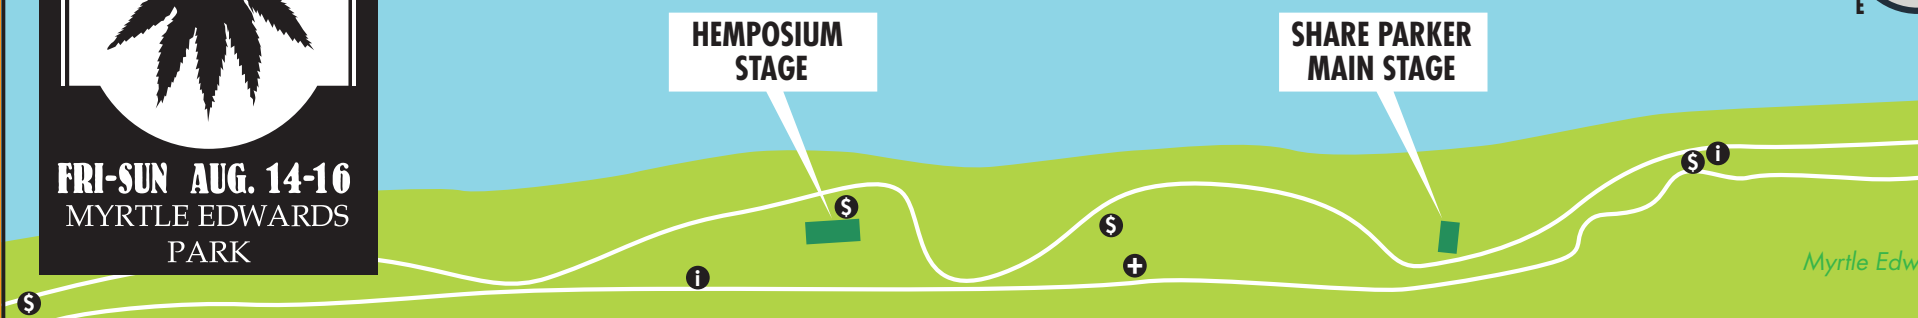 HEMPOSIUM
STAGE
SHARE PARKER
MAIN STAGE
E
FRI-SUN AUG. 14-16
MYRTLE EDWARDS
PARK
$
i
$
$
+
$
i
Myrtle Edw